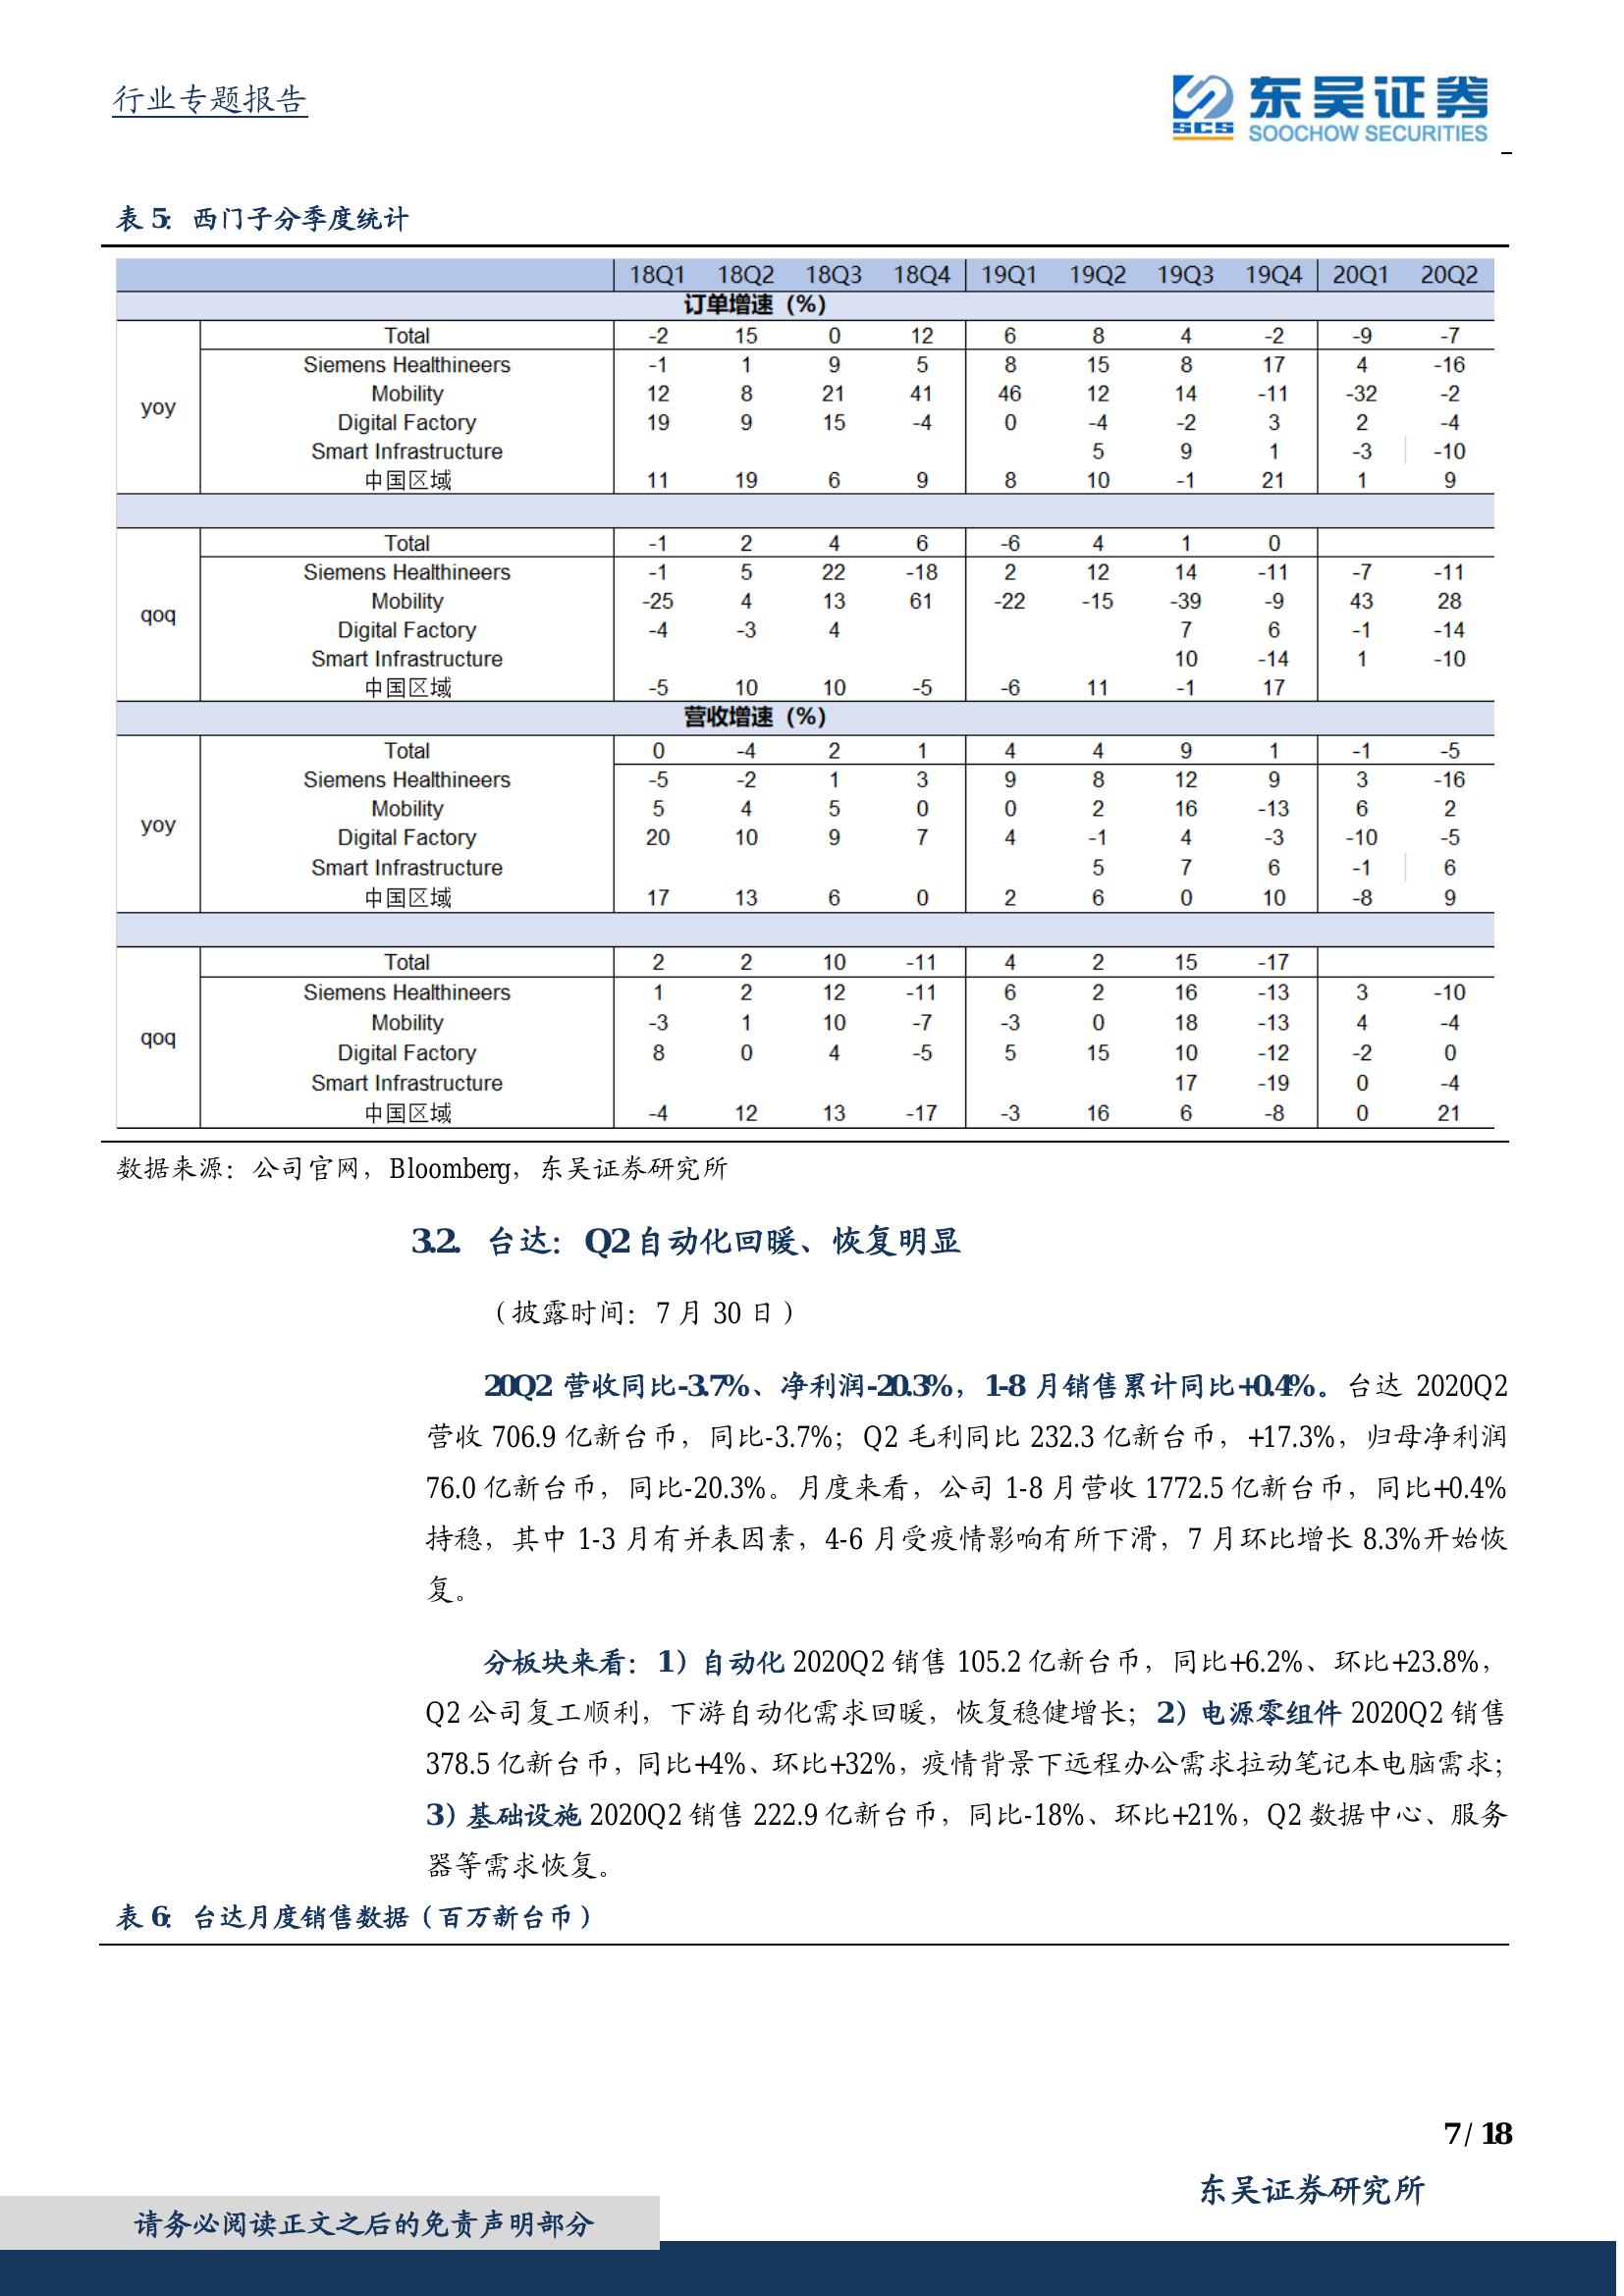 行业专题报告
东吴证券
SCS SOOCHOW SECURITIES
表 5: 西门子分季度统计
18Q1 18Q2 18Q3 18Q4 19Q1 19Q2 19Q3 19Q4 20Q1 20Q2
订单增速（%）
yoy
Total -2 15 0 12 6 8 4 -2 -9 -7
Siemens Healthineers -1 1 9 5 8 15 8 17 4 -16
Mobility 12 8 21 41 46 12 14 -11 -32 -2
Digital Factory 19 9 15 -4 0 -4 -2 3 2 -4
Smart Infrastructure 5 9 1 -3 -10
中国区域 11 19 6 9 8 10 -1 21 1 9
qoq
Total -1 2 4 6 -6 4 1 0
Siemens Healthineers -1 5 22 -18 2 12 14 -11 -7 -11
Mobility -25 4 13 61 -22 -15 -39 -9 43 28
Digital Factory -4 -3 4 7 6 -1 -14
Smart Infrastructure 10 -14 1 -10
中国区域 -5 10 10 -5 -6 11 -1 17
营收增速（%）
yoy
Total 0 -4 2 1 4 4 9 1 -1 -5
Siemens Healthineers -5 -2 1 3 9 8 12 9 3 -16
Mobility 5 4 5 0 0 2 16 -13 6 2
Digital Factory 20 10 9 7 4 -1 4 -3 -10 -5
Smart Infrastructure 5 7 6 -1 6
中国区域 17 13 6 0 2 6 0 10 -8 9
qoq
Total 2 2 10 -11 4 2 15 -17
Siemens Healthineers 1 2 12 -11 6 2 16 -13 3 -10
Mobility -3 1 10 -7 -3 0 18 -13 4 -4
Digital Factory 8 0 4 -5 5 15 10 -12 -2 0
Smart Infrastructure 17 -19 0 -4
中国区域 -4 12 13 -17 -3 16 6 -8 0 21
数据来源：公司官网，Bloomberg，东吴证券研究所
3.2. 台达：Q2 自动化回暖、恢复明显
（披露时间：7 月 30 日）
20Q2 营收同比-3.7%、净利润-20.3%，1-8 月销售累计同比+0.4%。台达 2020Q2
营收 706.9 亿新台币，同比-3.7%；Q2 毛利同比 232.3 亿新台币，+17.3%，归母净利润
76.0 亿新台币，同比-20.3%。月度来看，公司 1-8 月营收 1772.5 亿新台币，同比+0.4%
持稳，其中 1-3 月有并表因素，4-6 月受疫情影响有所下滑，7 月环比增长 8.3%开始恢
复。
分板块来看：1）自动化 2020Q2 销售 105.2 亿新台币，同比+6.2%、环比+23.8%，
Q2 公司复工顺利，下游自动化需求回暖，恢复稳健增长；2）电源零组件 2020Q2 销售
378.5 亿新台币，同比+4%、环比+32%，疫情背景下远程办公需求拉动笔记本电脑需求；
3）基础设施 2020Q2 销售 222.9 亿新台币，同比-18%、环比+21%，Q2 数据中心、服务
器等需求恢复。
表 6: 台达月度销售数据（百万新台币）
7 / 18
东吴证券研究所
请务必阅读正文之后的免责声明部分